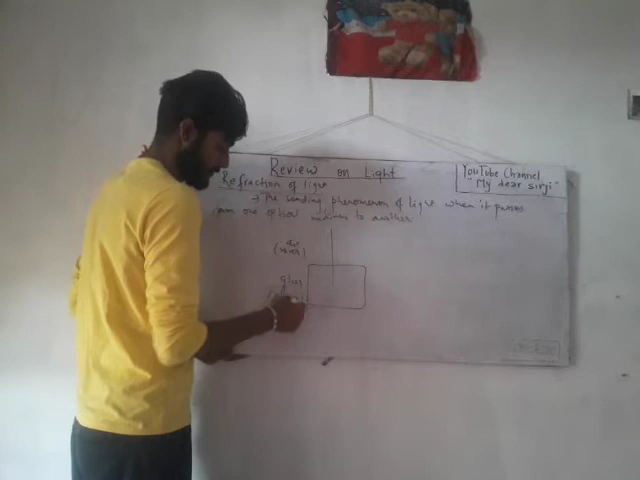 Review on Light
YouTube Channel
"My dear sirji"
Refraction of light
→ The bending phenomenon of light when it passes
from one optical medium to another.
air
(rarer)
glass